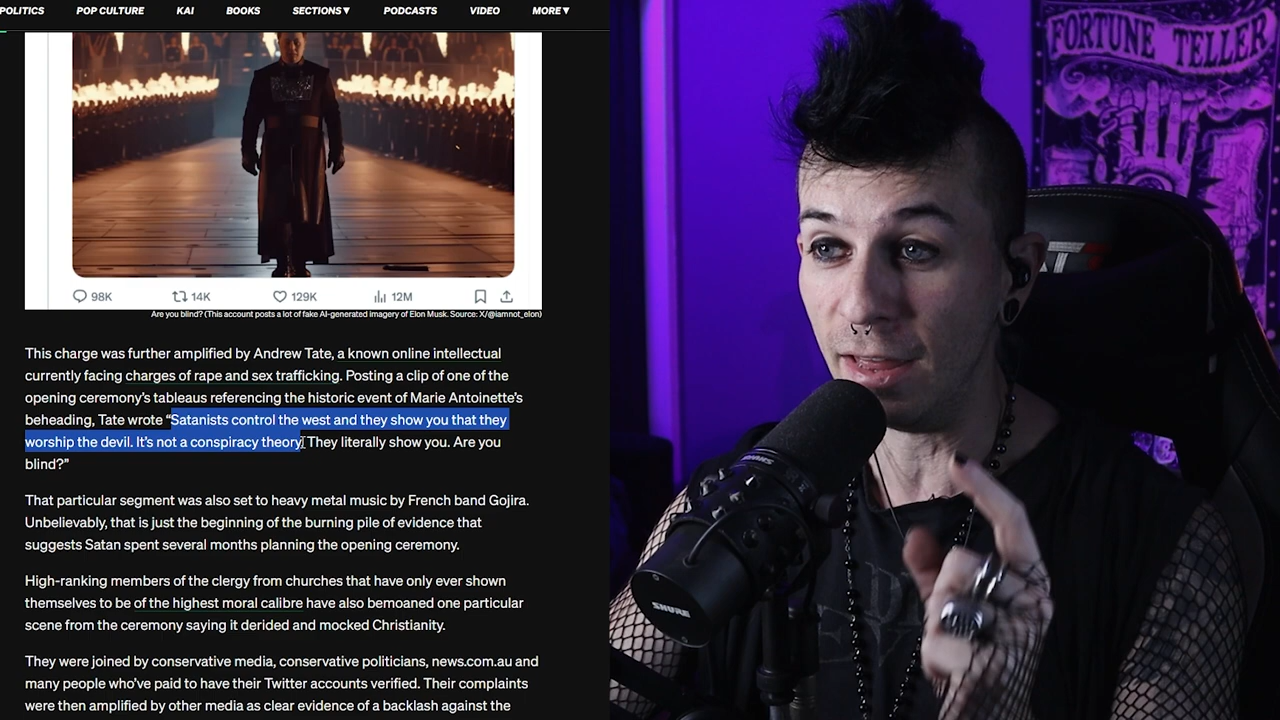 POLITICS POP CULTURE KAI BOOKS SECTIONS▼ PODCASTS VIDEO MORE▼
98K 14K 129K 12M
Are you blind? (This account posts a lot of fake AI-generated imagery of Elon Musk. Source: X/@iamnot_elon)
This charge was further amplified by Andrew Tate, a known online intellectual
currently facing charges of rape and sex trafficking. Posting a clip of one of the
opening ceremony’s tableaus referencing the historic event of Marie Antoinette’s
beheading, Tate wrote “Satanists control the west and they show you that they
worship the devil. It’s not a conspiracy theory. They literally show you. Are you
blind?”
That particular segment was also set to heavy metal music by French band Gojira.
Unbelievably, that is just the beginning of the burning pile of evidence that
suggests Satan spent several months planning the opening ceremony.
High-ranking members of the clergy from churches that have only ever shown
themselves to be of the highest moral calibre have also bemoaned one particular
scene from the ceremony saying it derided and mocked Christianity.
They were joined by conservative media, conservative politicians, news.com.au and
many people who’ve paid to have their Twitter accounts verified. Their complaints
were then amplified by other media as clear evidence of a backlash against the
FORTUNE TELLER
SHURE